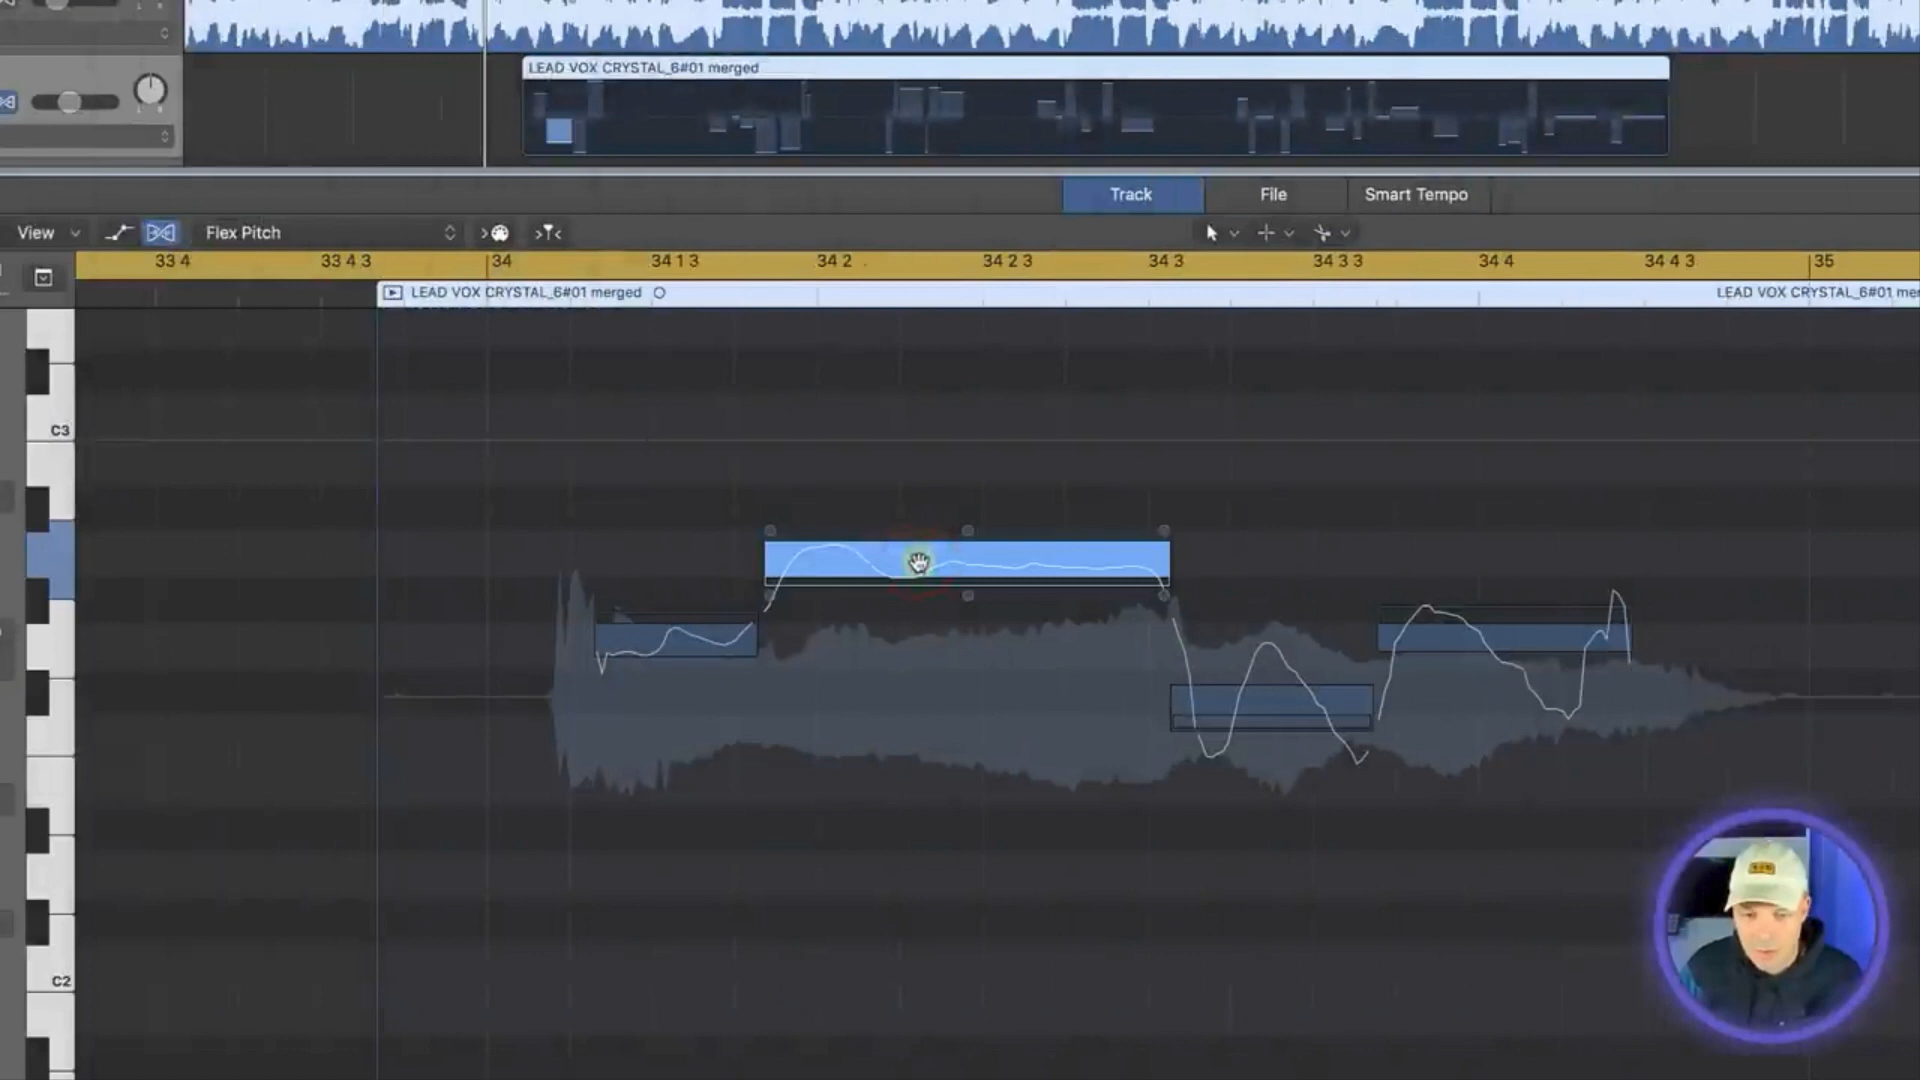 LEAD VOX CRYSTAL_6#01 merged
Track File Smart Tempo
View Flex Pitch
33 4 33 4 3 34 34 1 3 34 2 34 2 3 34 3 34 3 3 34 4 34 4 3 35
LEAD VOX CRYSTAL_6#01 merged LEAD VOX CRYSTAL_6#01 mer
C3
C2